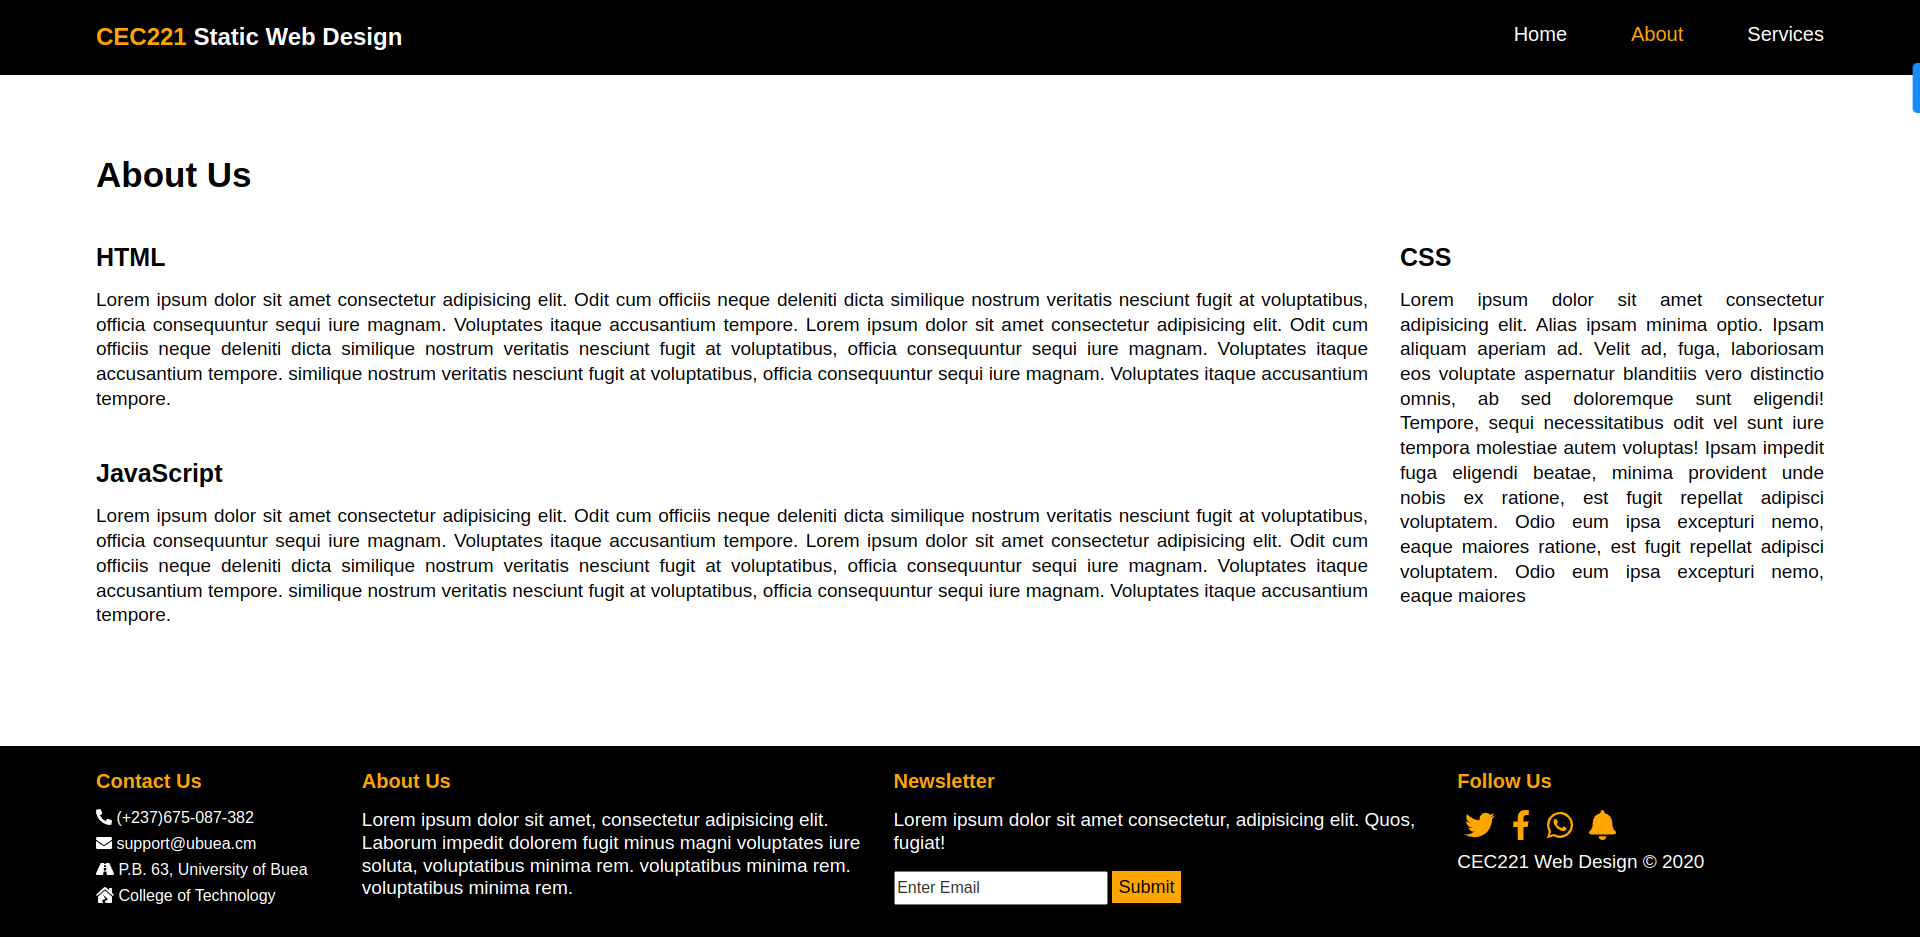 CEC221 Static Web Design
Home About Services
About Us
HTML
Lorem ipsum dolor sit amet consectetur adipisicing elit. Odit cum officiis neque deleniti dicta similique nostrum veritatis nesciunt fugit at voluptatibus,
officia consequuntur sequi iure magnam. Voluptates itaque accusantium tempore. Lorem ipsum dolor sit amet consectetur adipisicing elit. Odit cum
officiis neque deleniti dicta similique nostrum veritatis nesciunt fugit at voluptatibus, officia consequuntur sequi iure magnam. Voluptates itaque
accusantium tempore. similique nostrum veritatis nesciunt fugit at voluptatibus, officia consequuntur sequi iure magnam. Voluptates itaque accusantium
tempore.
JavaScript
Lorem ipsum dolor sit amet consectetur adipisicing elit. Odit cum officiis neque deleniti dicta similique nostrum veritatis nesciunt fugit at voluptatibus,
officia consequuntur sequi iure magnam. Voluptates itaque accusantium tempore. Lorem ipsum dolor sit amet consectetur adipisicing elit. Odit cum
officiis neque deleniti dicta similique nostrum veritatis nesciunt fugit at voluptatibus, officia consequuntur sequi iure magnam. Voluptates itaque
accusantium tempore. similique nostrum veritatis nesciunt fugit at voluptatibus, officia consequuntur sequi iure magnam. Voluptates itaque accusantium
tempore.
CSS
Lorem ipsum dolor sit amet consectetur
adipisicing elit. Alias ipsam minima optio. Ipsam
aliquam aperiam ad. Velit ad, fuga, laboriosam
eos voluptate aspernatur blanditiis vero distinctio
omnis, ab sed doloremque sunt eligendi!
Tempore, sequi necessitatibus odit vel sunt iure
tempora molestiae autem voluptas! Ipsam impedit
fuga eligendi beatae, minima provident unde
nobis ex ratione, est fugit repellat adipisci
voluptatem. Odio eum ipsa excepturi nemo,
eaque maiores ratione, est fugit repellat adipisci
voluptatem. Odio eum ipsa excepturi nemo,
eaque maiores
Contact Us
(+237)675-087-382
support@ubuea.cm
P.B. 63, University of Buea
College of Technology
About Us
Lorem ipsum dolor sit amet, consectetur adipisicing elit.
Laborum impedit dolorem fugit minus magni voluptates iure
soluta, voluptatibus minima rem. voluptatibus minima rem.
voluptatibus minima rem.
Newsletter
Lorem ipsum dolor sit amet consectetur, adipisicing elit. Quos,
fugiat!
Enter Email Submit
Follow Us
CEC221 Web Design © 2020